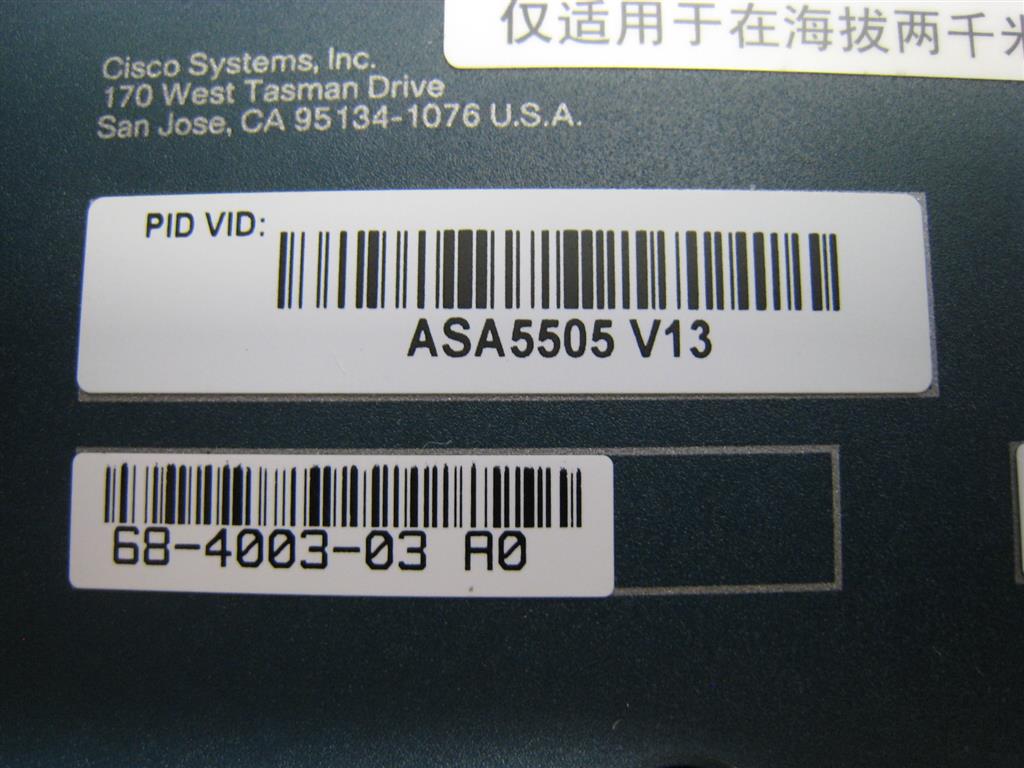 仅适用于在海拔两千米
Cisco Systems, Inc.
170 West Tasman Drive
San Jose, CA 95134-1076 U.S.A.
PID VID:
ASA5505 V13
68-4003-03 A0